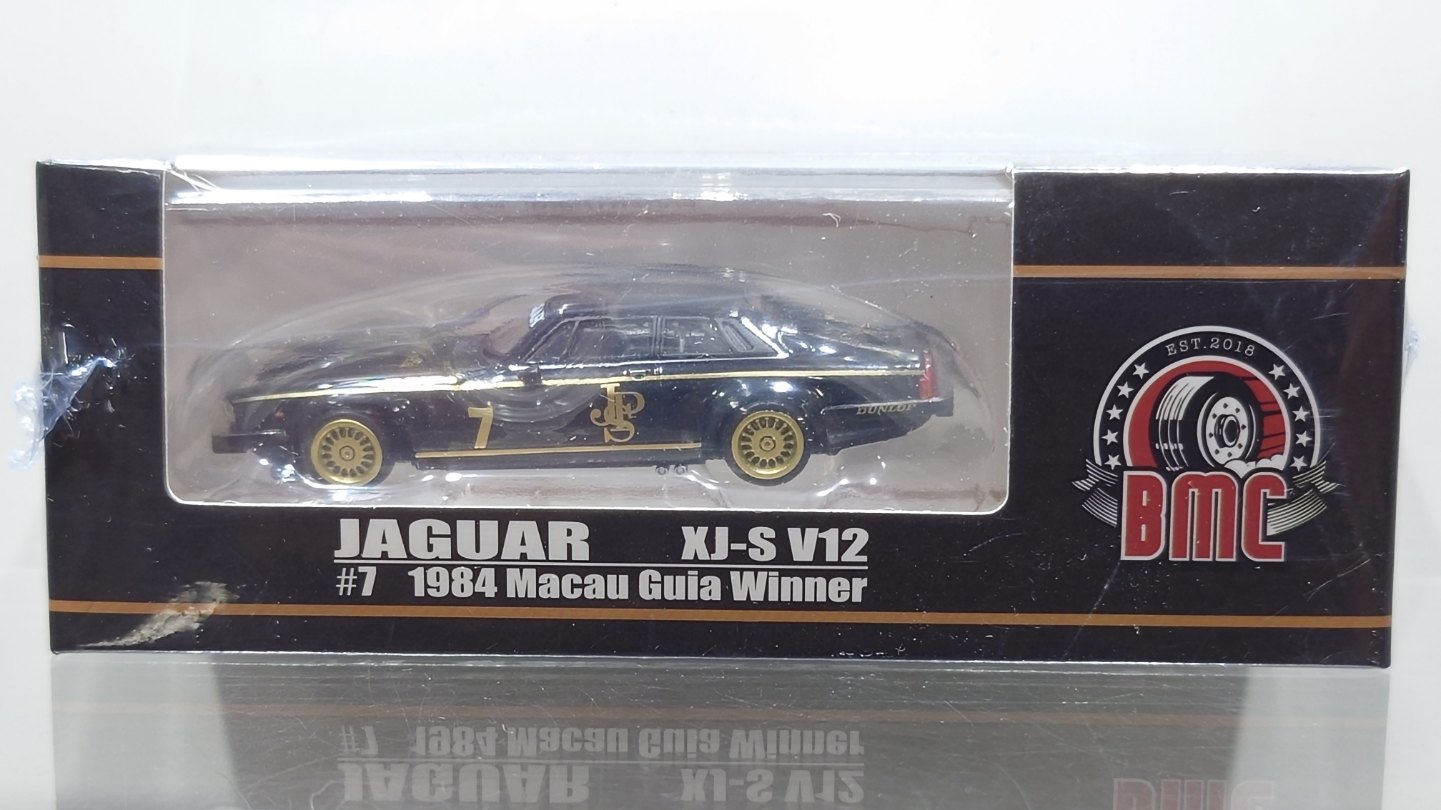 EST.2018
BMC
7
JPS
DUNLOP
JAGUAR XJ-S V12
#7 1984 Macau Guia Winner